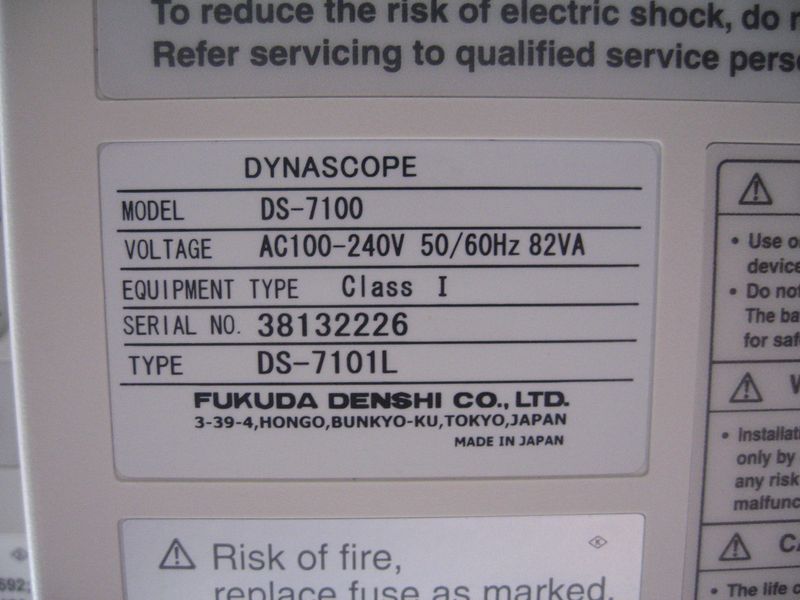 To reduce the risk of electric shock, do
Refer servicing to qualified service
DYNASCOPE
MODEL DS-7100
VOLTAGE AC100-240V 50/60Hz 82VA
EQUIPMENT TYPE Class I
SERIAL NO. 38132226
TYPE DS-7101L
FUKUDA DENSHI CO., LTD.
3-39-4,HONGO,BUNKYO-KU,TOKYO,JAPAN
MADE IN JAPAN
Risk of fire,
replace fuse as marked.
K
• Use
device
• Do not
The
for
• Installat
only by
any risk
malfunc
• The life
692